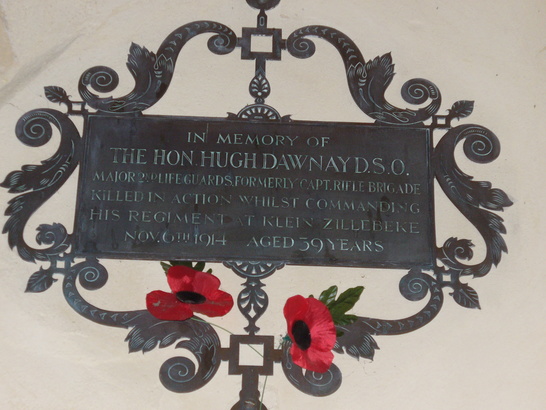 IN MEMORY OF
THE HON. HUGH DAWNAY D.S.O.
MAJOR 2ND LIFE GUARDS, FORMERLY CAPT. RIFLE BRIGADE
KILLED IN ACTION WHILST COMMANDING
HIS REGIMENT AT KLEIN ZILLEBEKE
NOV. 6TH 1914 AGED 39 YEARS